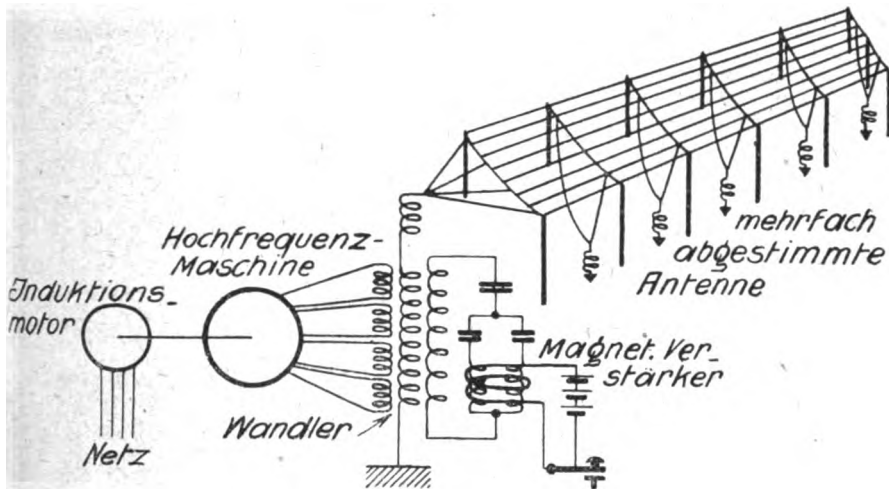 Hochfrequenz-
Maschine
Induktions-
motor
Netz
Wandler
Magnet. Ver-
stärker
mehrfach
abgestimmte
Antenne
T